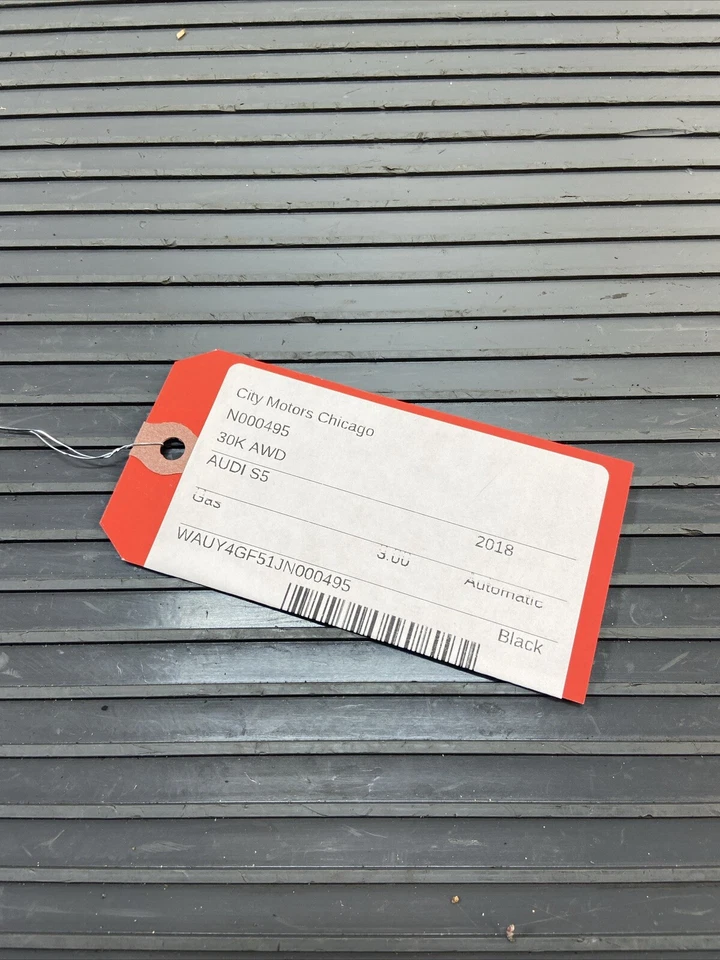 City Motors Chicago
N000495
30K AWD
AUDI S5 2018
Gas 3.00 Automatic
WAUY4GF51JN000495 Black